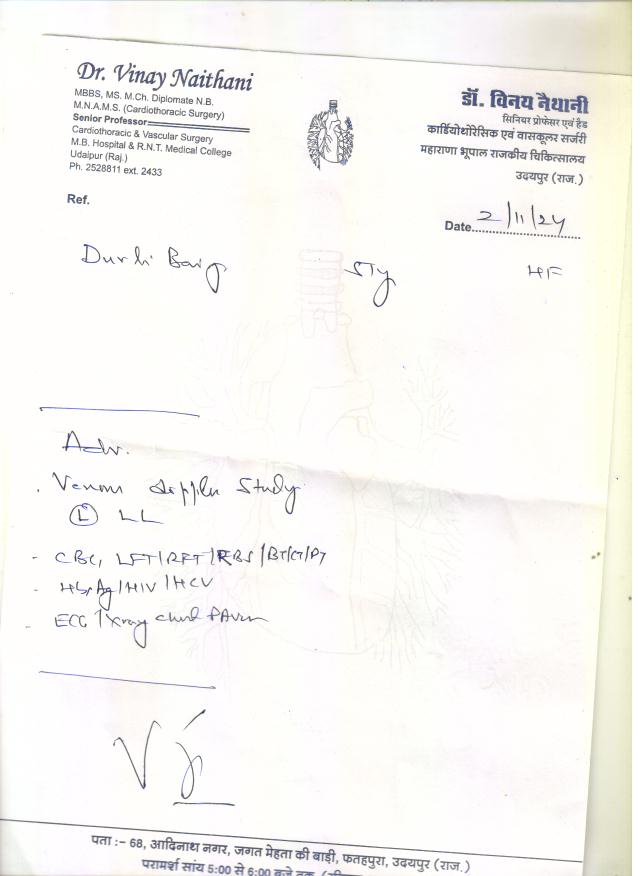 Dr. Vinay Naithani
MBBS, MS. M.Ch. Diplomate N.B.
M.N.A.M.S. (Cardiothoracic Surgery)
Senior Professor
Cardiothoracic & Vascular Surgery
M.B. Hospital & R.N.T. Medical College
Udaipur (Raj.)
Ph. 2528811 ext. 2433
डॉ. विनय नैथानी
सिनियर प्रोफेसर एवं हैड
कार्डियोथोरेसिक एवं वास्कूलर सर्जरी
महाराणा भूपाल राजकीय चिकित्सालय
उदयपुर (राज.)
Ref.
Date 2/11/24
Adv.
Venous doppler Study
(L) LL
- CBC, LFT/RFT/RBS/BT/CT/PT
- HbsAg/HIV/HCV
- ECG/Xray chest PAview
पता :- 68, आदिनाथ नगर, जगत मेहता की बाड़ी, फतहपुरा, उदयपुर (राज.)
परामर्श सांय 5:00 से 6:00 बजे तक